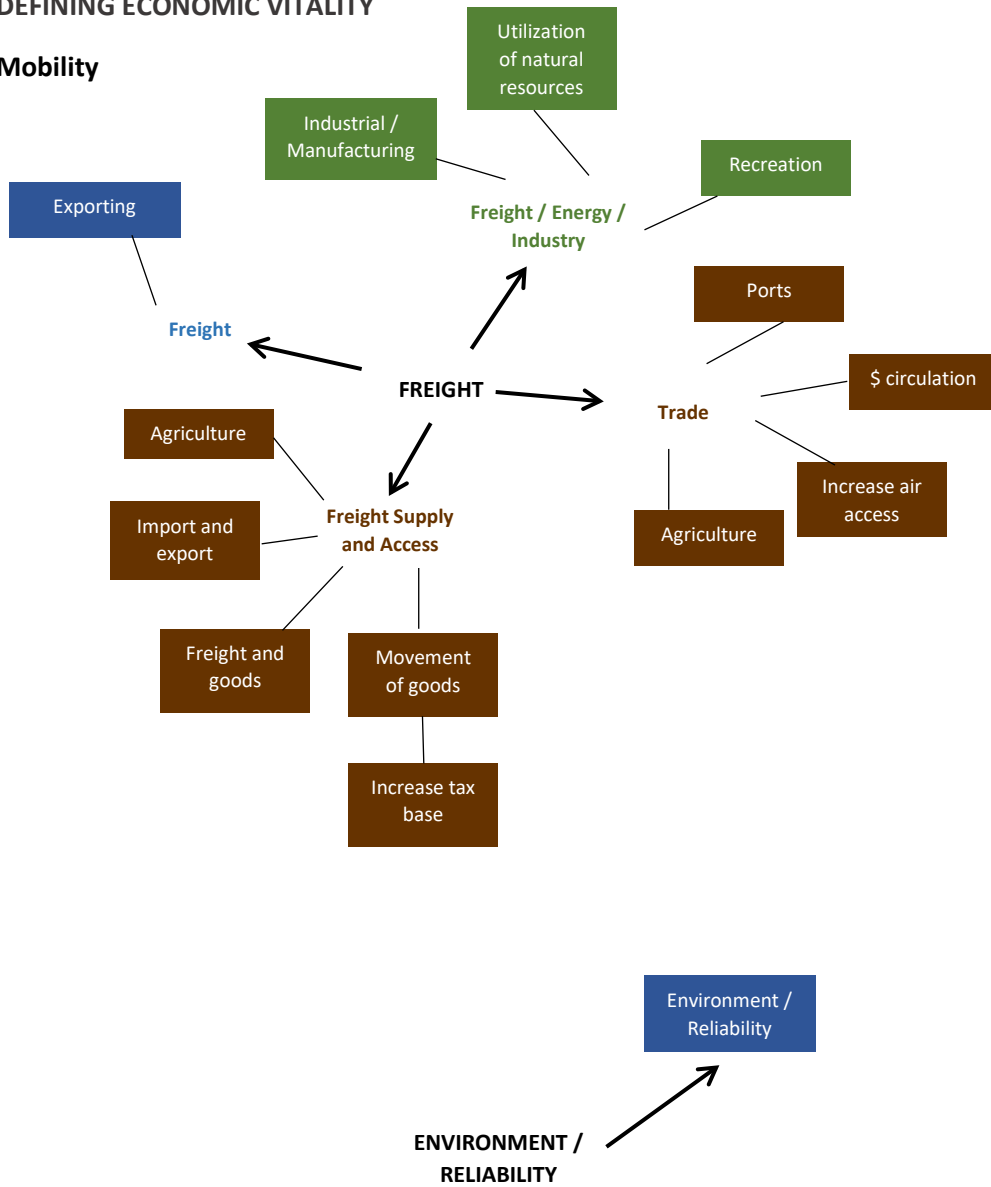 DEFINING ECONOMIC VITALITY
Mobility
Utilization
of natural
resources
Industrial /
Manufacturing
Recreation
Exporting
Freight / Energy /
Industry
Ports
Freight
FREIGHT
$ circulation
Trade
Agriculture
Increase air
access
Freight Supply
and Access
Import and
export
Agriculture
Freight and
goods
Movement
of goods
Increase tax
base
Environment /
Reliability
ENVIRONMENT /
RELIABILITY